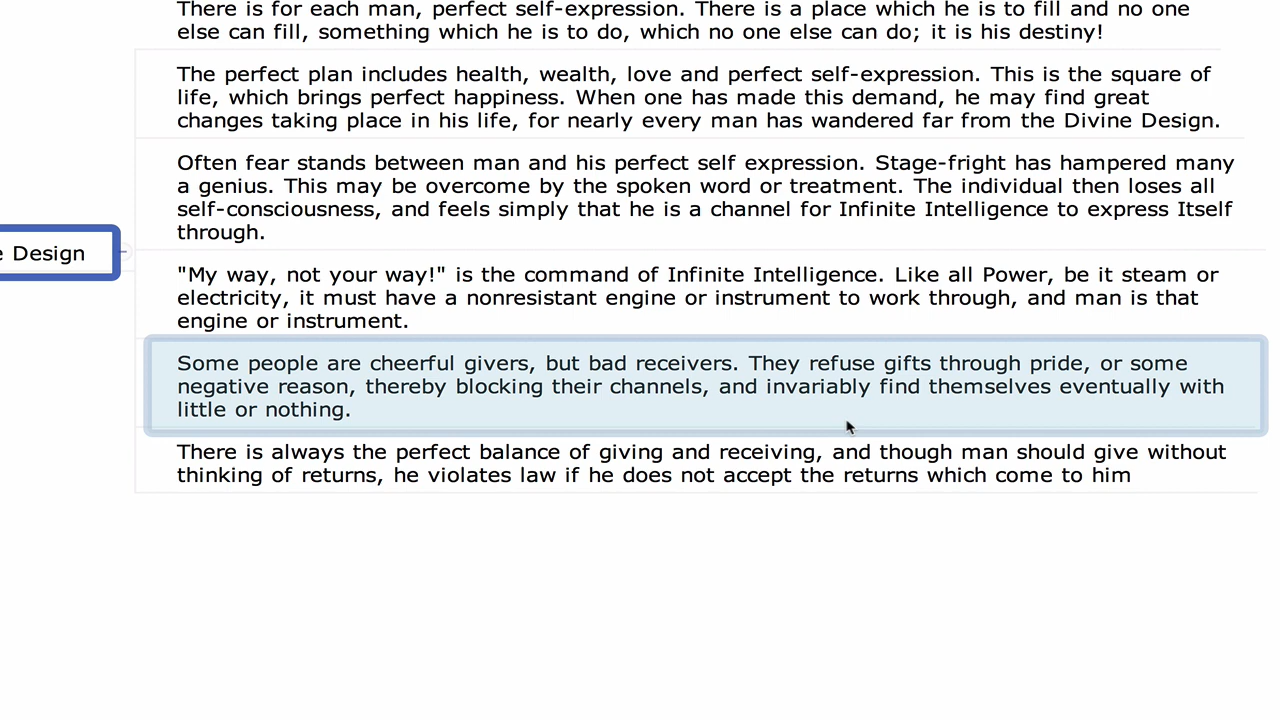 There is for each man, perfect self-expression. There is a place which he is to fill and no one
else can fill, something which he is to do, which no one else can do; it is his destiny!
The perfect plan includes health, wealth, love and perfect self-expression. This is the square of
life, which brings perfect happiness. When one has made this demand, he may find great
changes taking place in his life, for nearly every man has wandered far from the Divine Design.
Often fear stands between man and his perfect self expression. Stage-fright has hampered many
a genius. This may be overcome by the spoken word or treatment. The individual then loses all
self-consciousness, and feels simply that he is a channel for Infinite Intelligence to express Itself
through.
e Design
"My way, not your way!" is the command of Infinite Intelligence. Like all Power, be it steam or
electricity, it must have a nonresistant engine or instrument to work through, and man is that
engine or instrument.
Some people are cheerful givers, but bad receivers. They refuse gifts through pride, or some
negative reason, thereby blocking their channels, and invariably find themselves eventually with
little or nothing.
There is always the perfect balance of giving and receiving, and though man should give without
thinking of returns, he violates law if he does not accept the returns which come to him